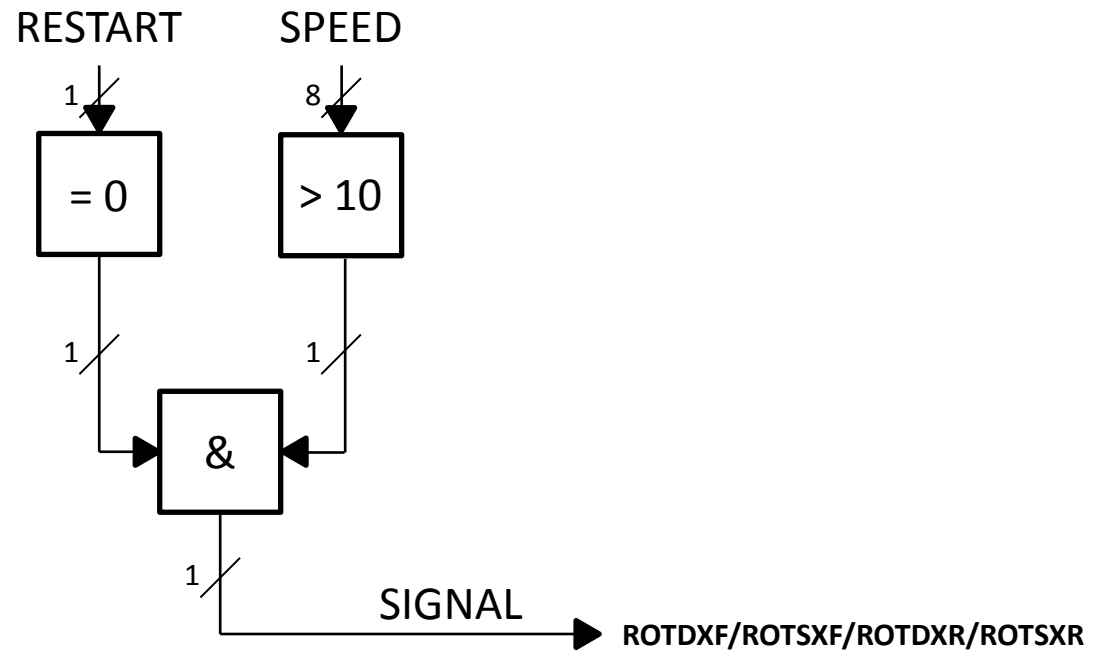 RESTART SPEED
1 8
= 0 > 10
1 1
&
1
SIGNAL
ROTDXF/ROTSXF/ROTDXR/ROTSXR